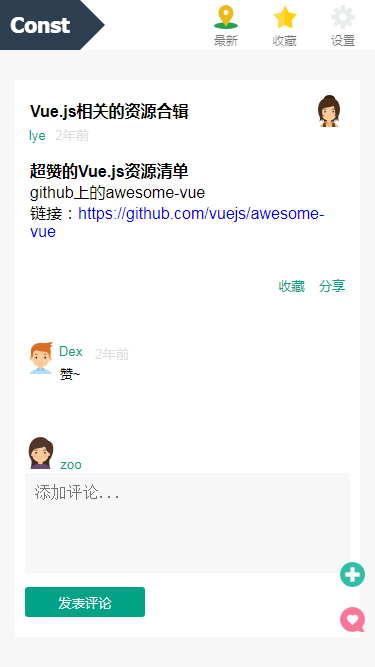 Const
最新 收藏 设置
Vue.js相关的资源合辑
lye 2年前
超赞的Vue.js资源清单
github上的awesome-vue
链接：https://github.com/vuejs/awesome-
vue
收藏 分享
Dex 2年前
赞~
zoo
添加评论...
发表评论